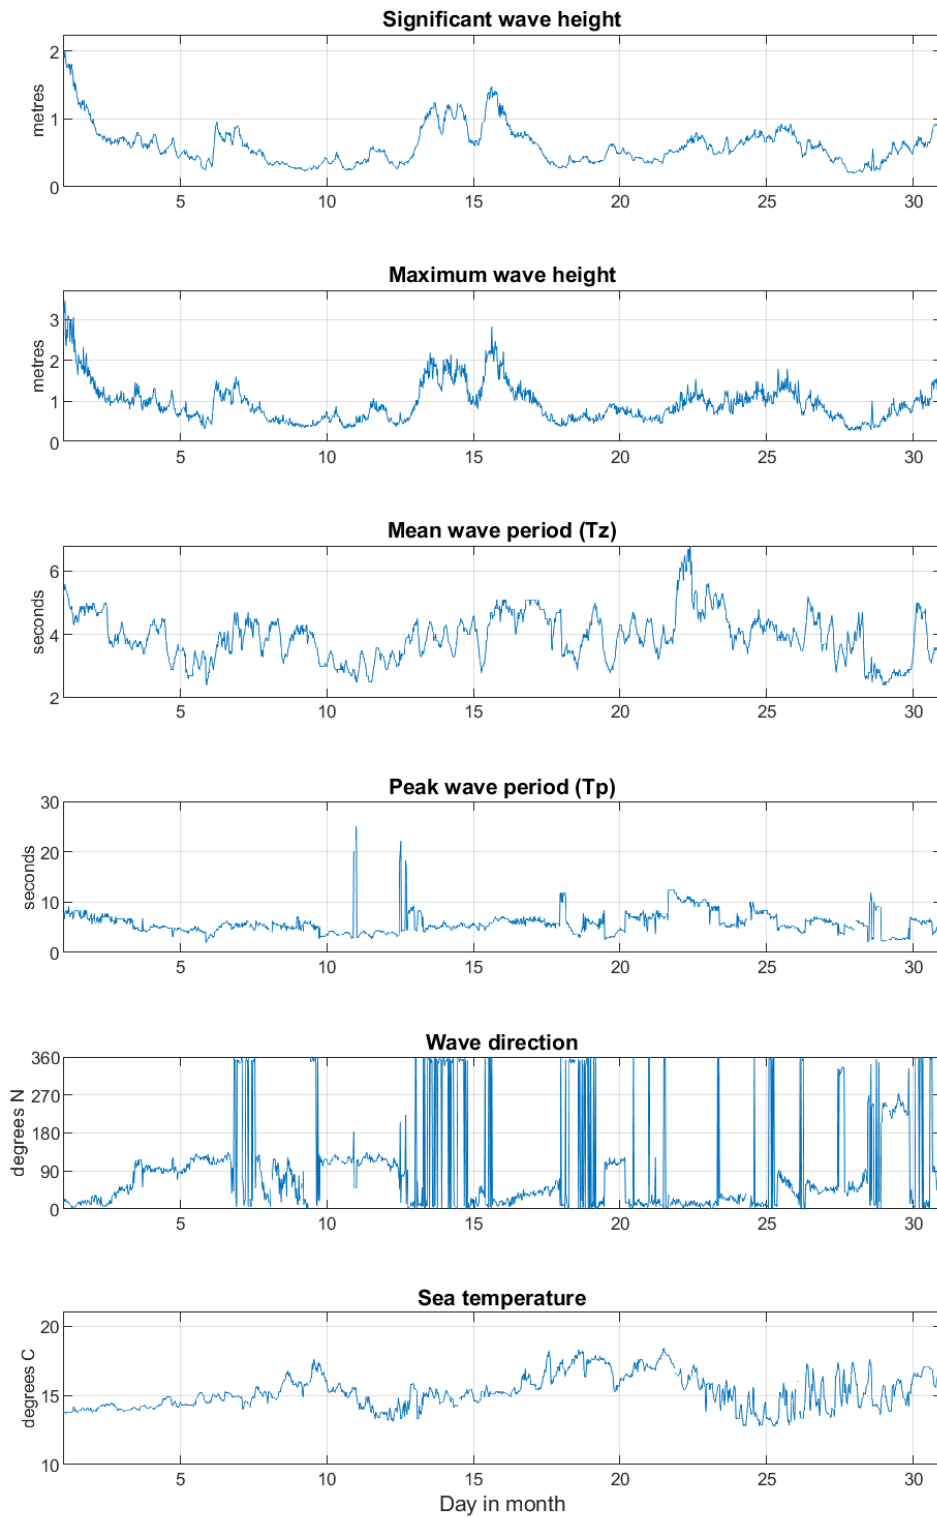 Significant wave height
2
1
0
metres
5 10 15 20 25 30
Maximum wave height
3
2
1
0
metres
5 10 15 20 25 30
Mean wave period (Tz)
6
4
2
seconds
5 10 15 20 25 30
Peak wave period (Tp)
30
20
10
0
seconds
5 10 15 20 25 30
Wave direction
360
270
180
90
0
degrees N
5 10 15 20 25 30
Sea temperature
20
15
10
degrees C
5 10 15 20 25 30
Day in month